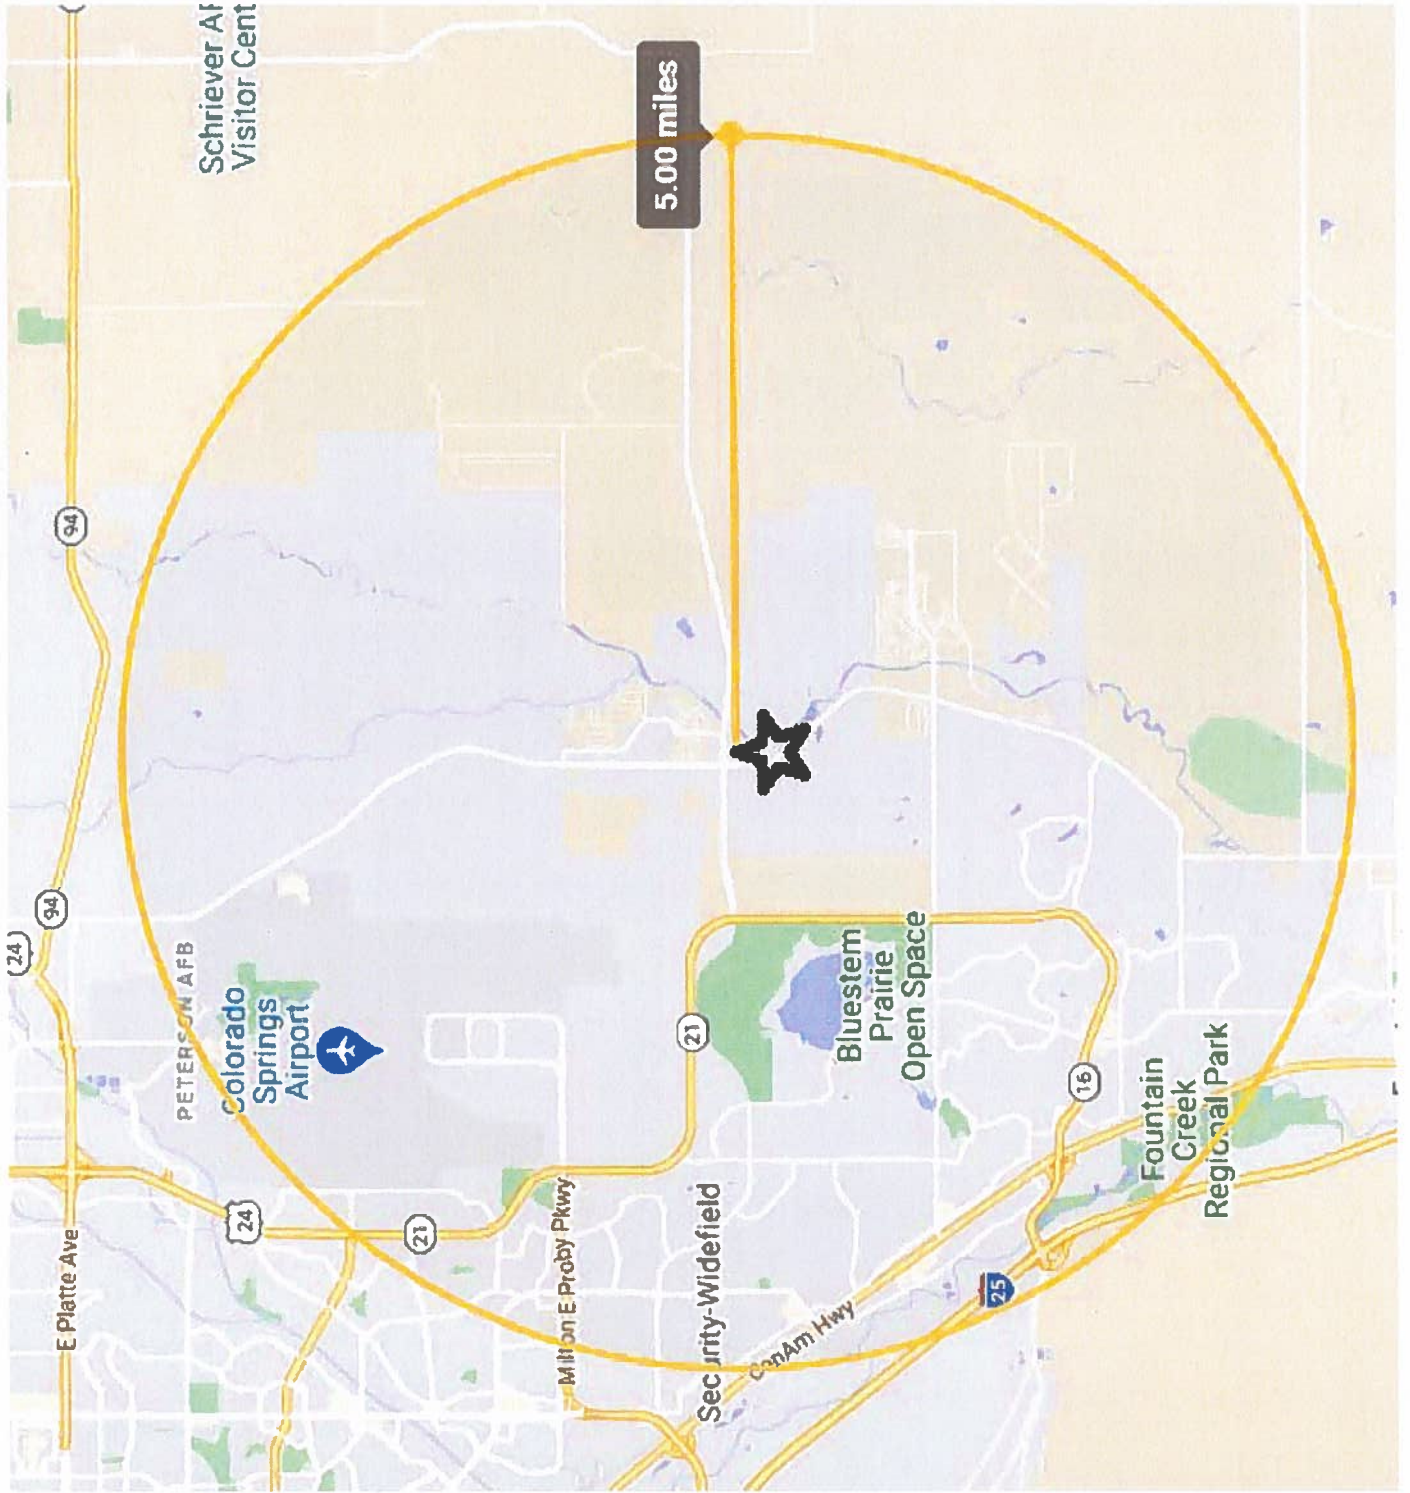 Schriever AF
Visitor Cent
5.00 miles
94
94
24
PETERSON AFB
Colorado
Springs
Airport
21
Bluestem
Prairie
Open Space
16
Fountain
Creek
Regional Park
24
21
E Platte Ave
Milton E Proby Pkwy
Security-Widefield
CanAm Hwy
25